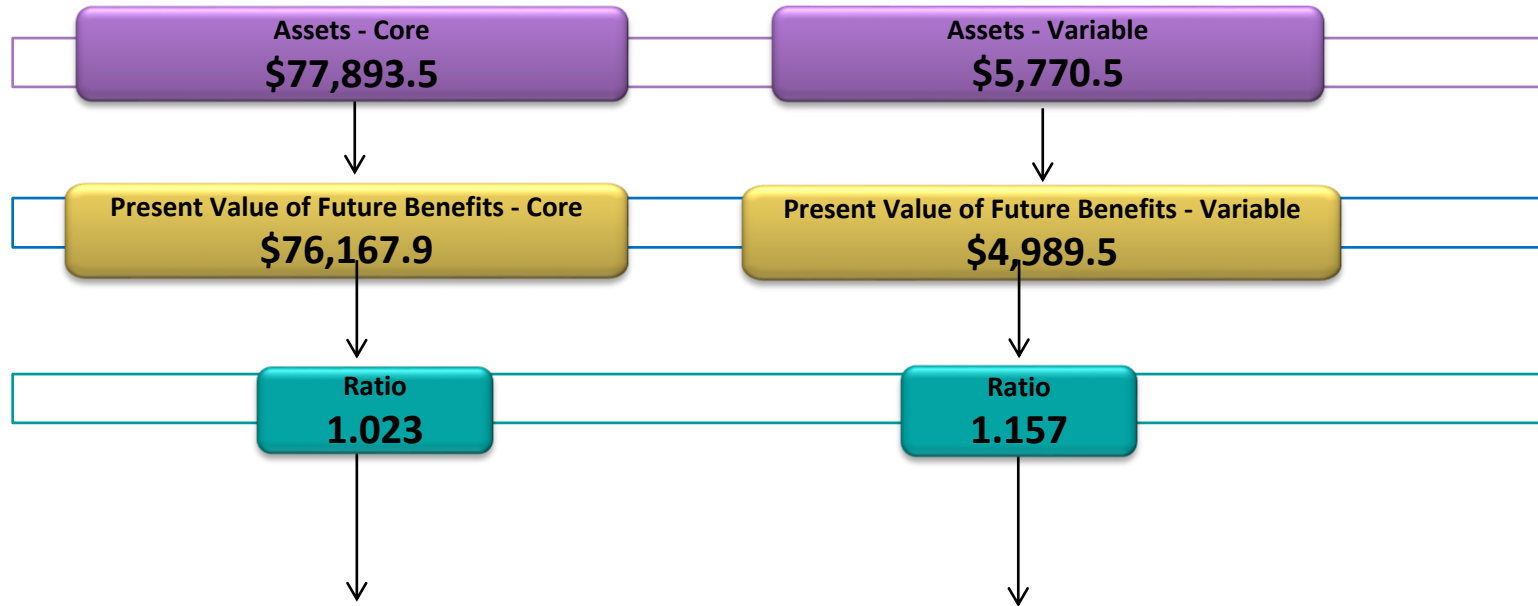 Assets - Core
$77,893.5
Assets - Variable
$5,770.5
Present Value of Future Benefits - Core
$76,167.9
Present Value of Future Benefits - Variable
$4,989.5
Ratio
1.023
Ratio
1.157